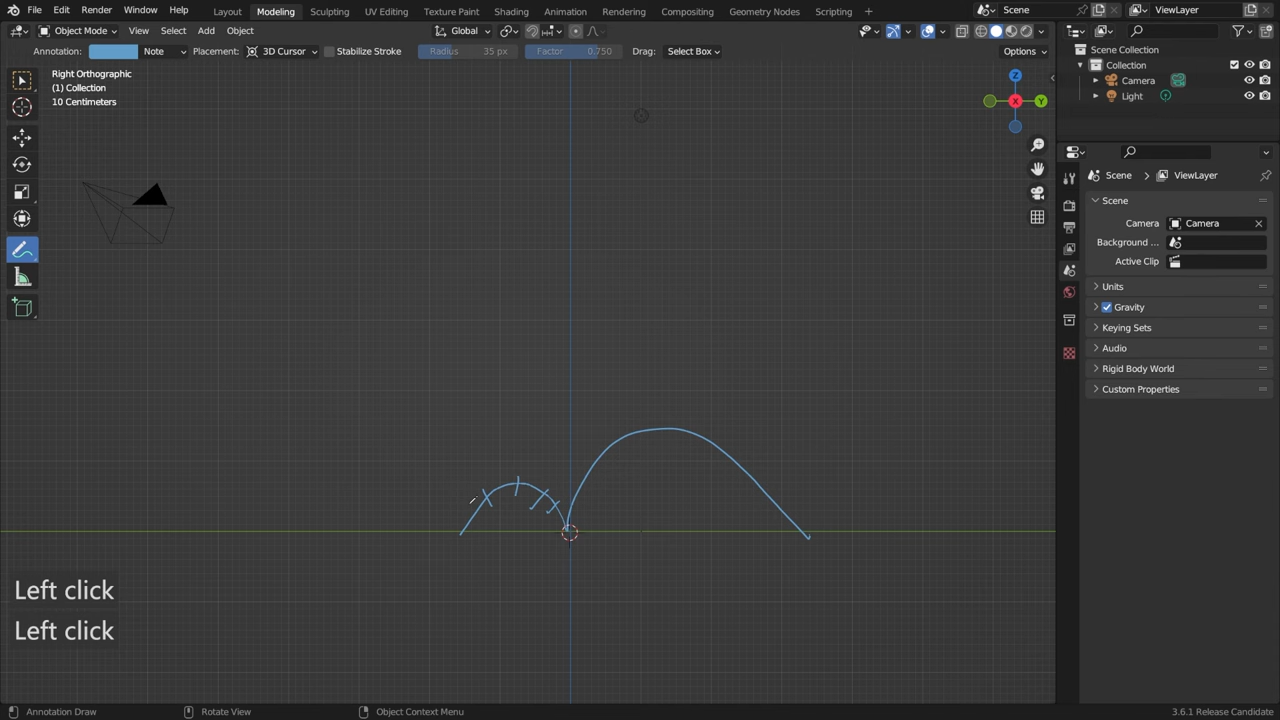 File Edit Render Window Help Layout Modeling Sculpting UV Editing Texture Paint Shading Animation Rendering Compositing Geometry Nodes Scripting + Scene ViewLayer
Object Mode View Select Add Object Global
Annotation: Note Placement: 3D Cursor Stabilize Stroke Radius 35 px Factor 0.750 Drag: Select Box Options
Right Orthographic
(1) Collection
10 Centimeters
Z
X
Y
Left click
Left click
Scene Collection
Collection
Camera
Light
Scene ViewLayer
Scene
Camera Camera
Background ...
Active Clip
Units
Gravity
Keying Sets
Audio
Rigid Body World
Custom Properties
Annotation Draw Rotate View Object Context Menu 3.6.1 Release Candidate